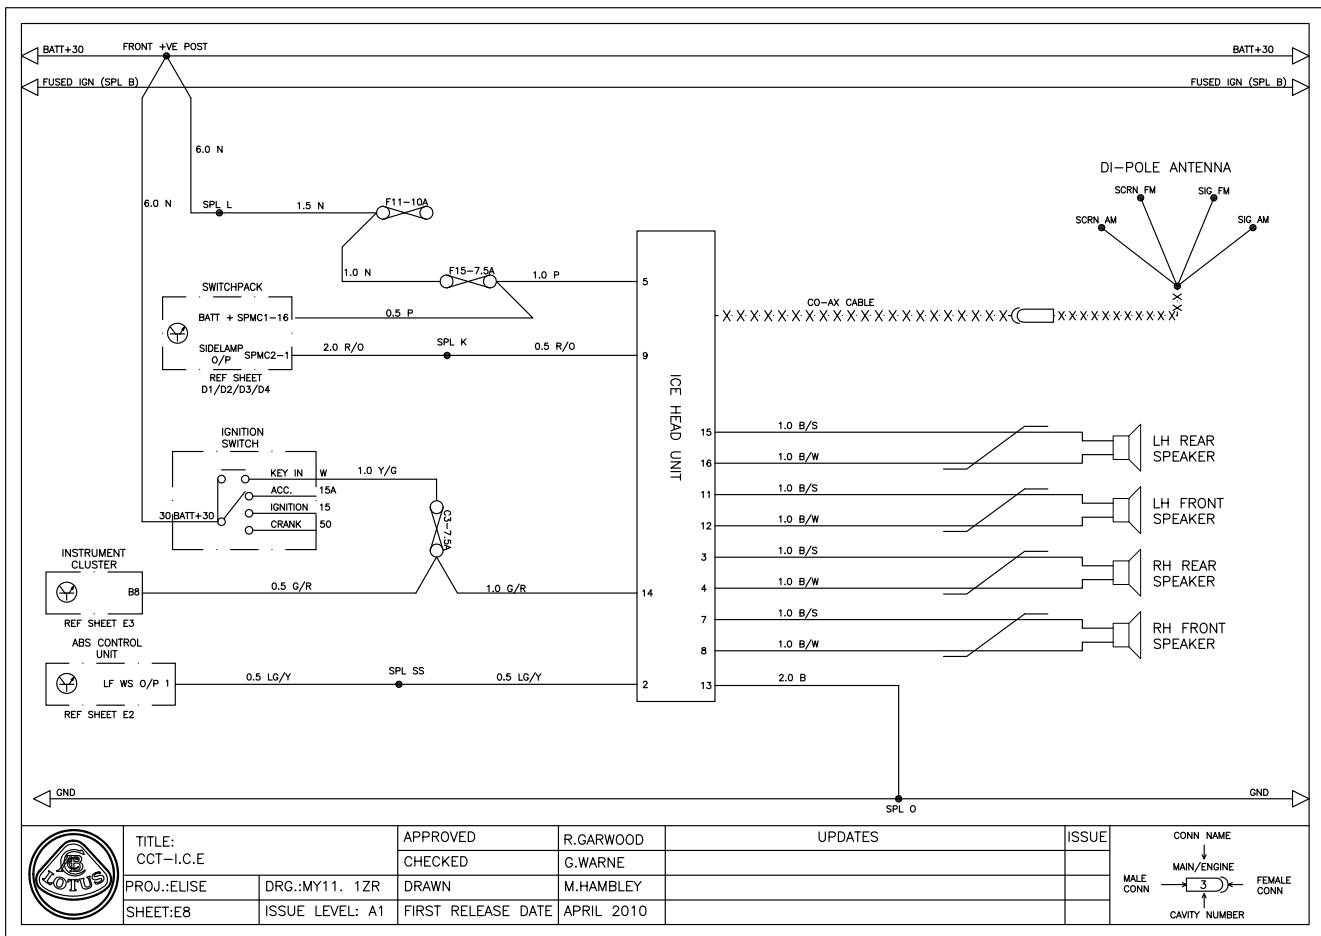 BATT+30
FRONT +VE POST
BATT+30
FUSED IGN (SPL B)
FUSED IGN (SPL B)
6.0 N
6.0 N
SPL L
1.5 N
F11-10A
1.0 N
F15-7.5A
1.0 P
5
DI-POLE ANTENNA
SCRN FM
SIG FM
SCRN AM
SIG AM
CO-AX CABLE
SWITCHPACK
BATT + SPMC1-16
0.5 P
SIDELAMP
O/P
SPMC2-1
2.0 R/O
SPL K
0.5 R/O
9
REF SHEET
D1/D2/D3/D4
ICE HEAD UNIT
IGNITION
SWITCH
KEY IN
W
1.0 Y/G
ACC.
15A
IGNITION
15
30
BATT+30
CRANK
50
C3-7.5A
15
1.0 B/S
16
1.0 B/W
LH REAR
SPEAKER
11
1.0 B/S
12
1.0 B/W
LH FRONT
SPEAKER
3
1.0 B/S
4
1.0 B/W
RH REAR
SPEAKER
7
1.0 B/S
8
1.0 B/W
RH FRONT
SPEAKER
INSTRUMENT
CLUSTER
B8
0.5 G/R
1.0 G/R
14
REF SHEET E3
ABS CONTROL
UNIT
LF WS O/P 1
0.5 LG/Y
SPL SS
0.5 LG/Y
2
13
2.0 B
REF SHEET E2
GND
GND
SPL O
LOTUS
TITLE:
CCT-I.C.E
PROJ.:ELISE
DRG.:MY11. 1ZR
SHEET:E8
ISSUE LEVEL: A1
APPROVED
R.GARWOOD
CHECKED
G.WARNE
DRAWN
M.HAMBLEY
FIRST RELEASE DATE
APRIL 2010
UPDATES
ISSUE
CONN NAME
MAIN/ENGINE
MALE
CONN
3
FEMALE
CONN
CAVITY NUMBER